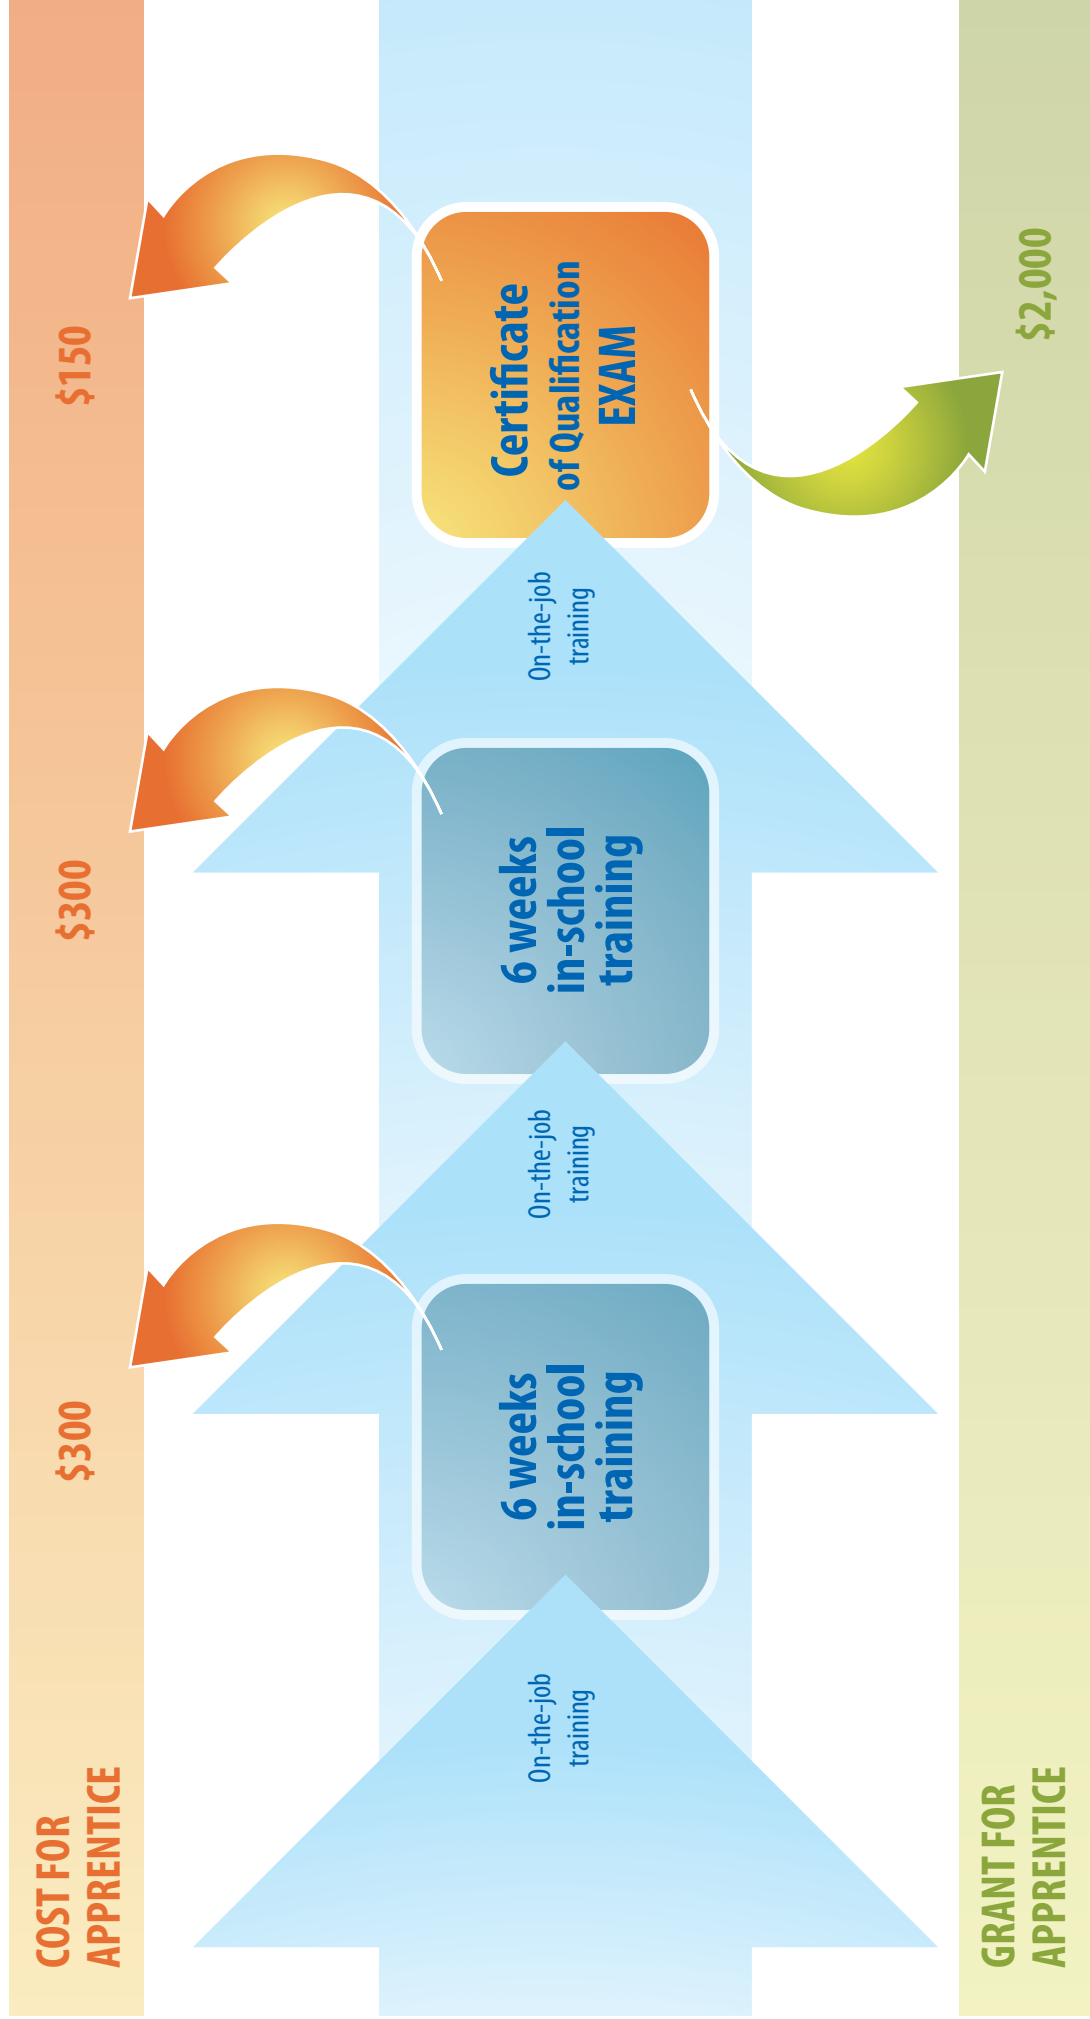 COST FOR
APPRENTICE
$300
$300
$150
On-the-job
training
6 weeks
in-school
training
On-the-job
training
6 weeks
in-school
training
On-the-job
training
Certificate
of Qualification
EXAM
GRANT FOR
APPRENTICE
$2,000